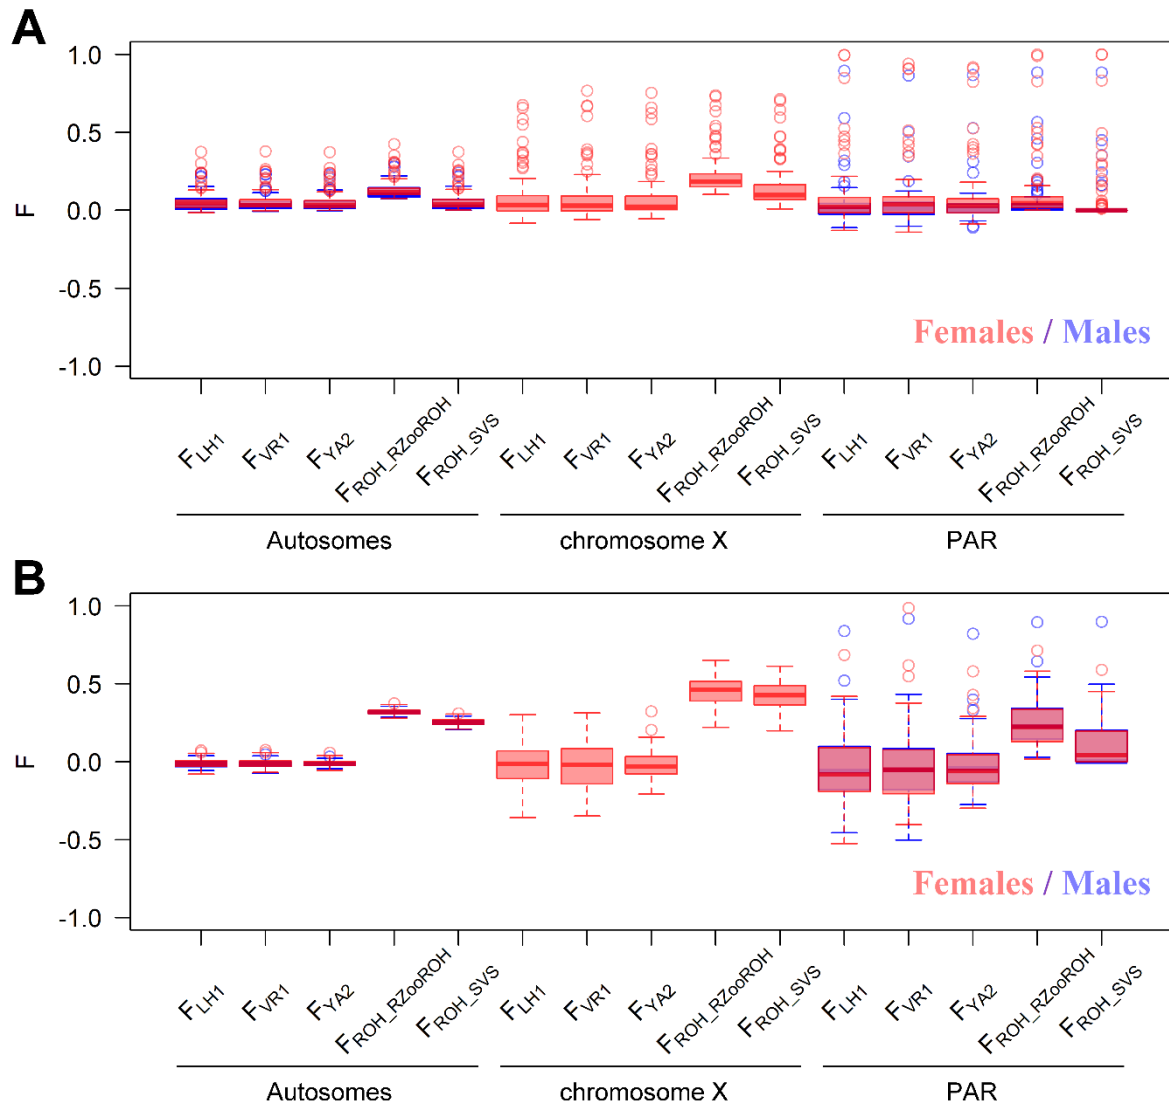 A
1.0
0.5
0.0
-0.5
-1.0
F
Females / Males
FLH1 FVR1 FYA2 FROH_RZooROH FROH_SVS FLH1 FVR1 FYA2 FROH_RZooROH FROH_SVS FLH1 FVR1 FYA2 FROH_RZooROH FROH_SVS
Autosomes chromosome X PAR
B
1.0
0.5
0.0
-0.5
-1.0
F
Females / Males
FLH1 FVR1 FYA2 FROH_RZooROH FROH_SVS FLH1 FVR1 FYA2 FROH_RZooROH FROH_SVS FLH1 FVR1 FYA2 FROH_RZooROH FROH_SVS
Autosomes chromosome X PAR